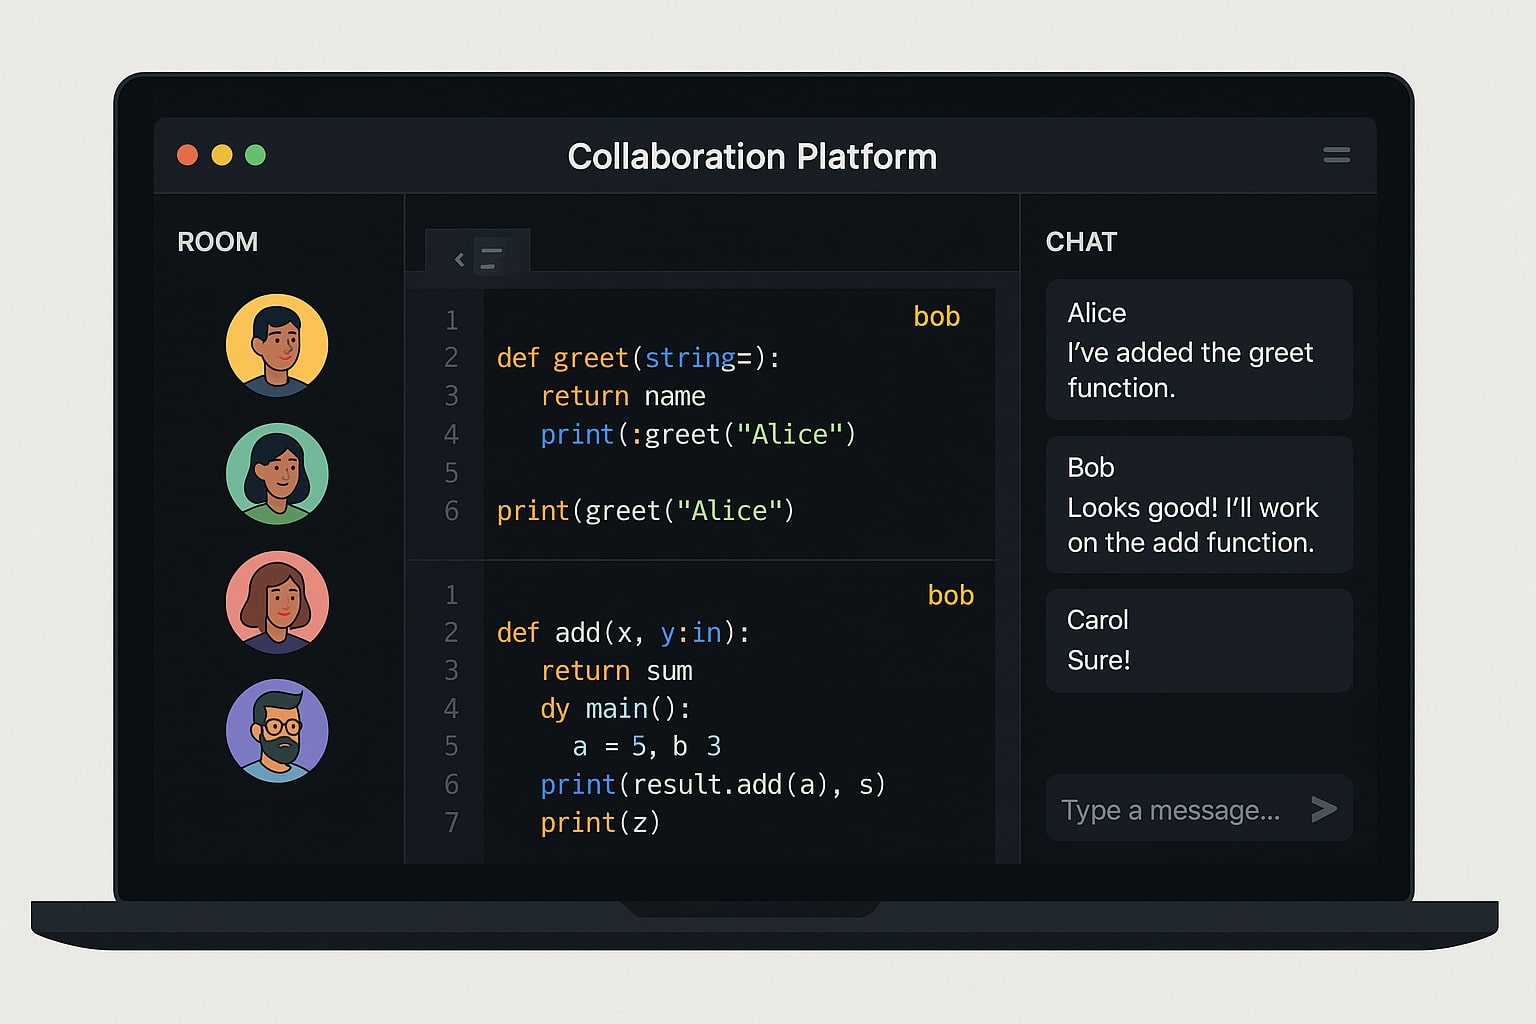 Collaboration Platform
ROOM
1 bob
2 def greet(string=):
3 return name
4 print(:greet("Alice")
5
6 print(greet("Alice")
1 bob
2 def add(x, y:in):
3 return sum
4 dy main():
5 a = 5, b 3
6 print(result.add(a), s)
7 print(z)
CHAT
Alice
I’ve added the greet
function.
Bob
Looks good! I’ll work
on the add function.
Carol
Sure!
Type a message...